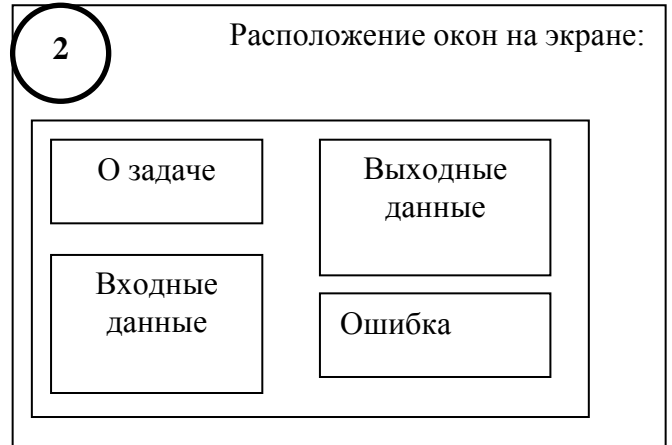 2
Расположение окон на экране:
О задаче
Выходные
данные
Входные
данные
Ошибка